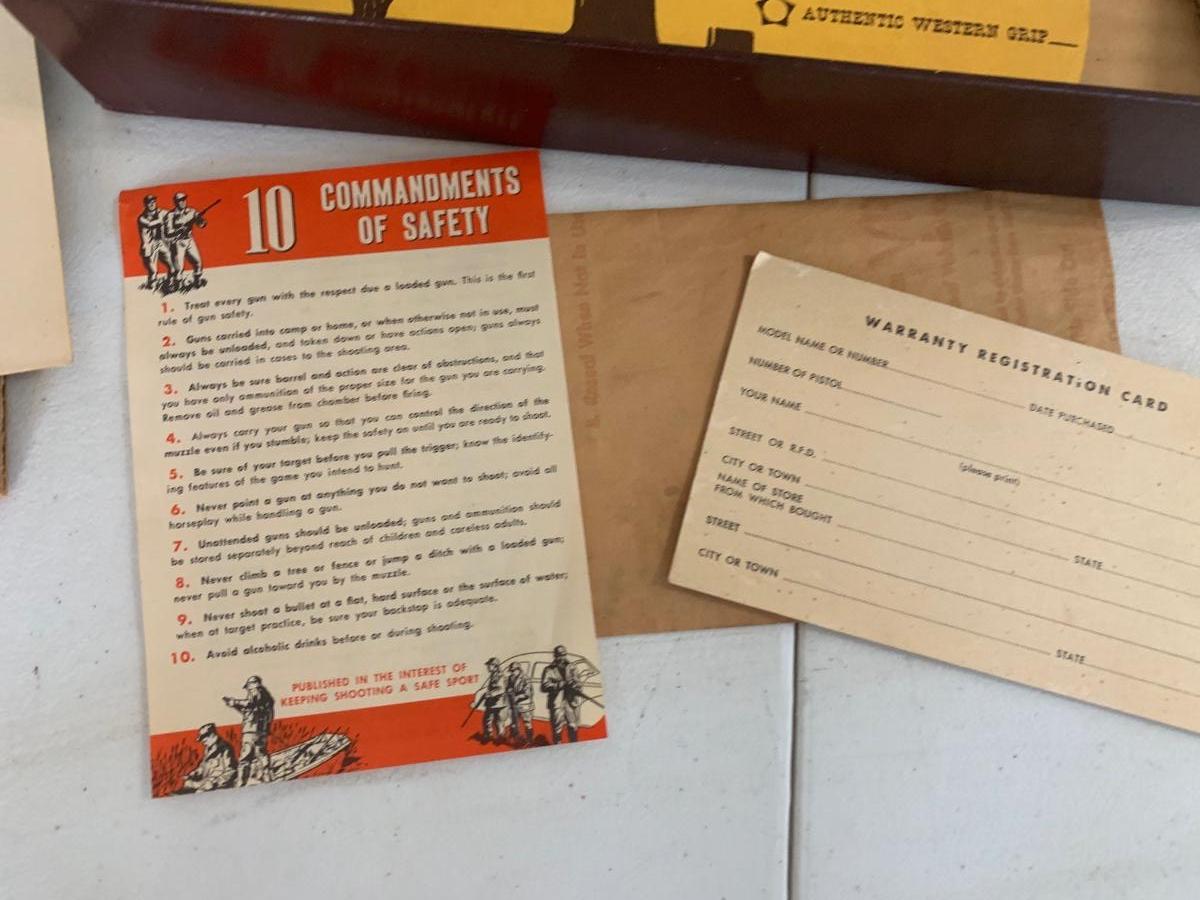 AUTHENTIC WESTERN GRIP
10 COMMANDMENTS
OF SAFETY
1. Treat every gun with the respect due a loaded gun. This is the first
rule of gun safety.
2. Guns carried into camp or home, or when otherwise not in use, must
always be unloaded, and taken down or have actions open; guns always
should be carried in cases to the shooting area.
3. Always be sure barrel and action are clear of obstructions, and that
you have only ammunition of the proper size for the gun you are carrying.
Remove oil and grease from chamber before firing.
4. Always carry your gun so that you can control the direction of the
muzzle even if you stumble; keep the safety on until you are ready to shoot.
5. Be sure of your target before you pull the trigger; know the identify-
ing features of the game you intend to hunt.
6. Never point a gun at anything you do not want to shoot; avoid all
horseplay while handling a gun.
7. Unattended guns should be unloaded; guns and ammunition should
be stored separately beyond reach of children and careless adults.
8. Never climb a tree or fence or jump a ditch with a loaded gun;
never pull a gun toward you by the muzzle.
9. Never shoot a bullet at a flat, hard surface or the surface of water;
when at target practice, be sure your backstop is adequate.
10. Avoid alcoholic drinks before or during shooting.
PUBLISHED IN THE INTEREST OF
KEEPING SHOOTING A SAFE SPORT
When Not In
WARRANTY REGISTRATION CARD
MODEL NAME OR NUMBER
NUMBER OF PISTOL DATE PURCHASED
YOUR NAME
(please print)
STREET OR R.F.D.
CITY OR TOWN STATE
NAME OF STORE
FROM WHICH BOUGHT
STREET
CITY OR TOWN STATE